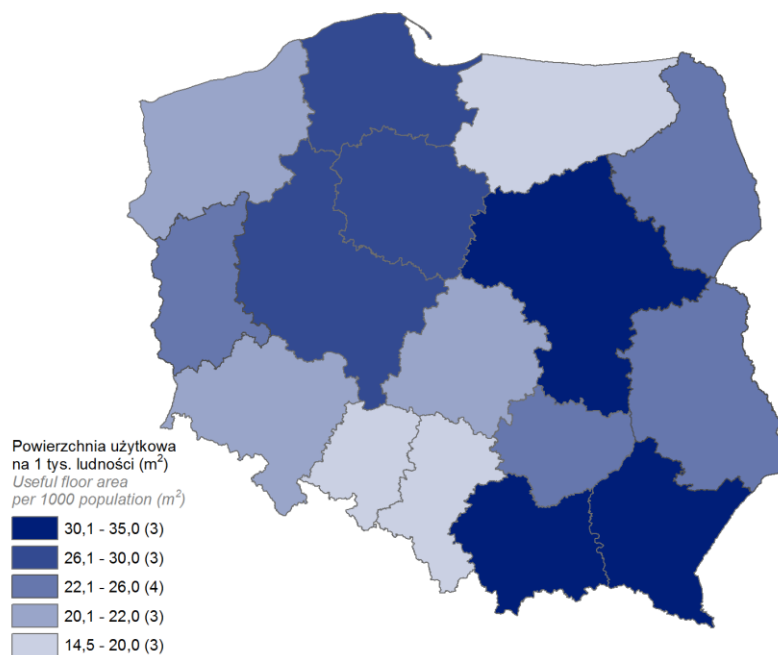 Powierzchnia użytkowa
na 1 tys. ludności (m²)
Useful floor area
per 1000 population (m²)
30,1 - 35,0 (3)
26,1 - 30,0 (3)
22,1 - 26,0 (4)
20,1 - 22,0 (3)
14,5 - 20,0 (3)